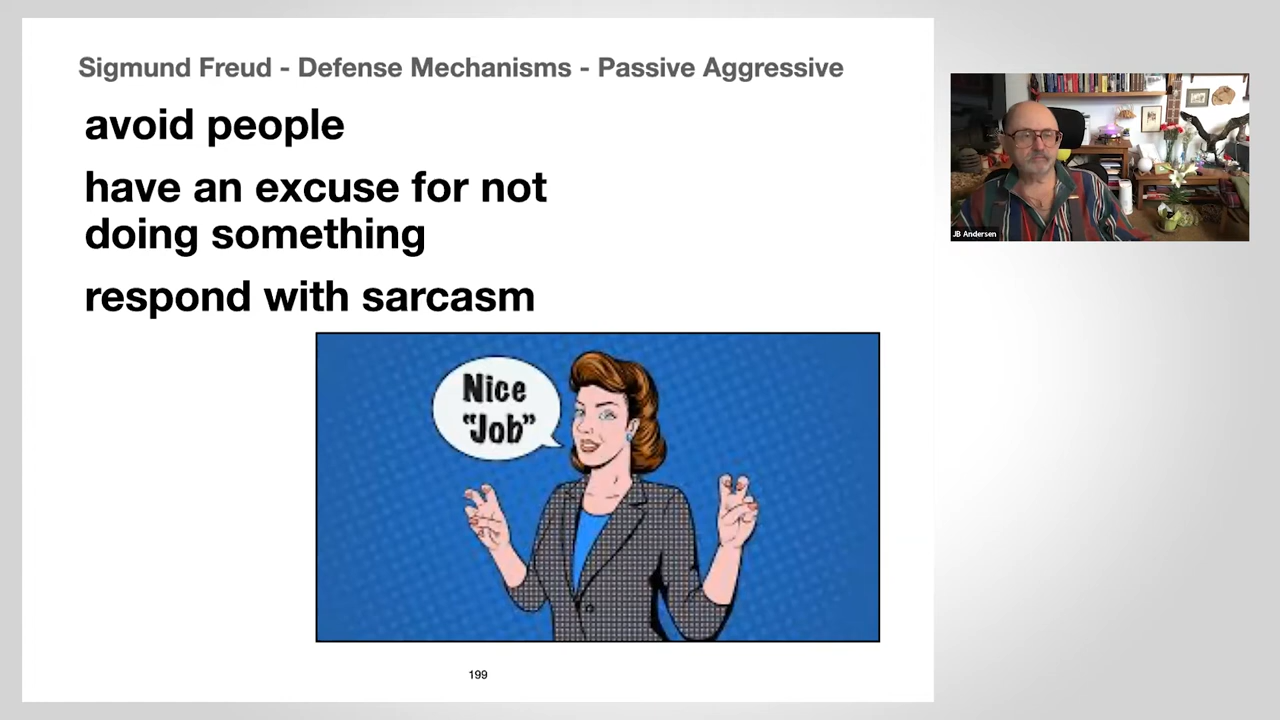 Sigmund Freud - Defense Mechanisms - Passive Aggressive
avoid people
have an excuse for not
doing something
respond with sarcasm
Nice
“Job”
199
JB Andersen